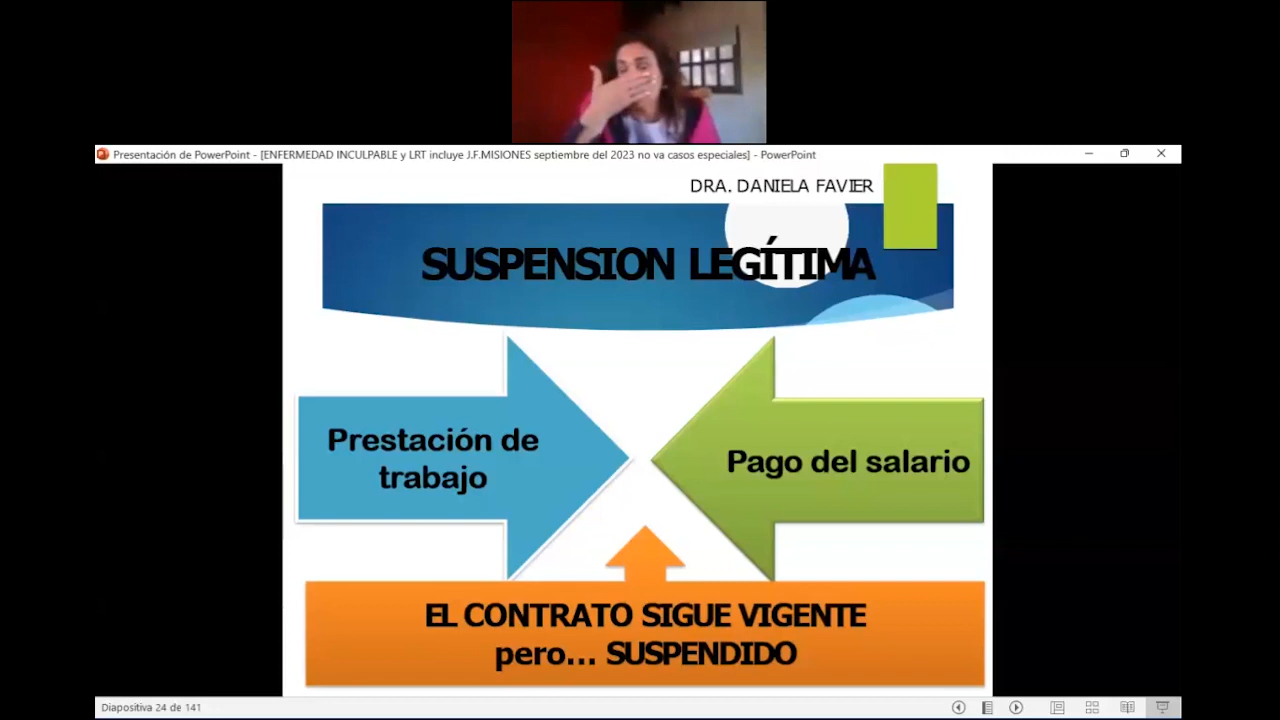 Presentación de PowerPoint - [ENFERMEDAD INCULPABLE y LRT incluye J.F.MISIONES septiembre del 2023 no va casos especiales] - PowerPoint
DRA. DANIELA FAVIER
SUSPENSION LEGÍTIMA
Prestación de
trabajo
Pago del salario
EL CONTRATO SIGUE VIGENTE
pero... SUSPENDIDO
Diapositiva 24 de 141